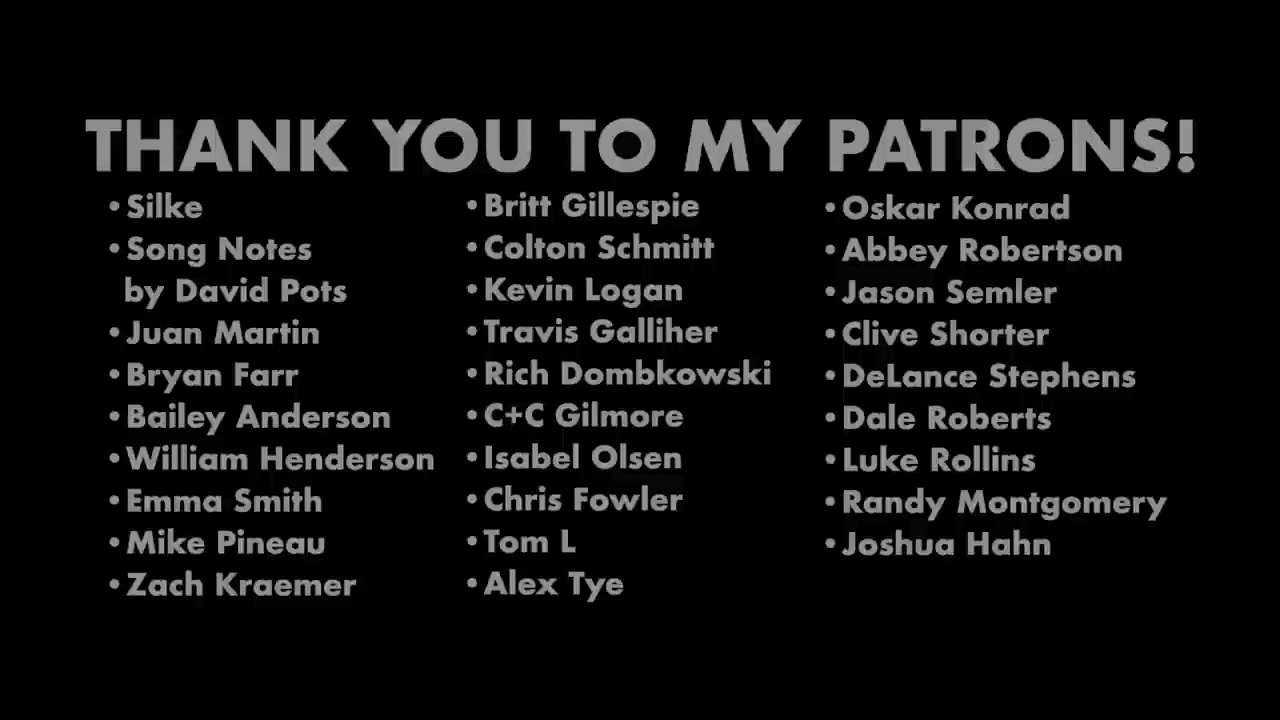 THANK YOU TO MY PATRONS!
• Silke
• Song Notes
by David Pots
• Juan Martin
• Bryan Farr
• Bailey Anderson
• William Henderson
• Emma Smith
• Mike Pineau
• Zach Kraemer
• Britt Gillespie
• Colton Schmitt
• Kevin Logan
• Travis Galliher
• Rich Dombkowski
• C+C Gilmore
• Isabel Olsen
• Chris Fowler
• Tom L
• Alex Tye
• Oskar Konrad
• Abbey Robertson
• Jason Semler
• Clive Shorter
• DeLance Stephens
• Dale Roberts
• Luke Rollins
• Randy Montgomery
• Joshua Hahn